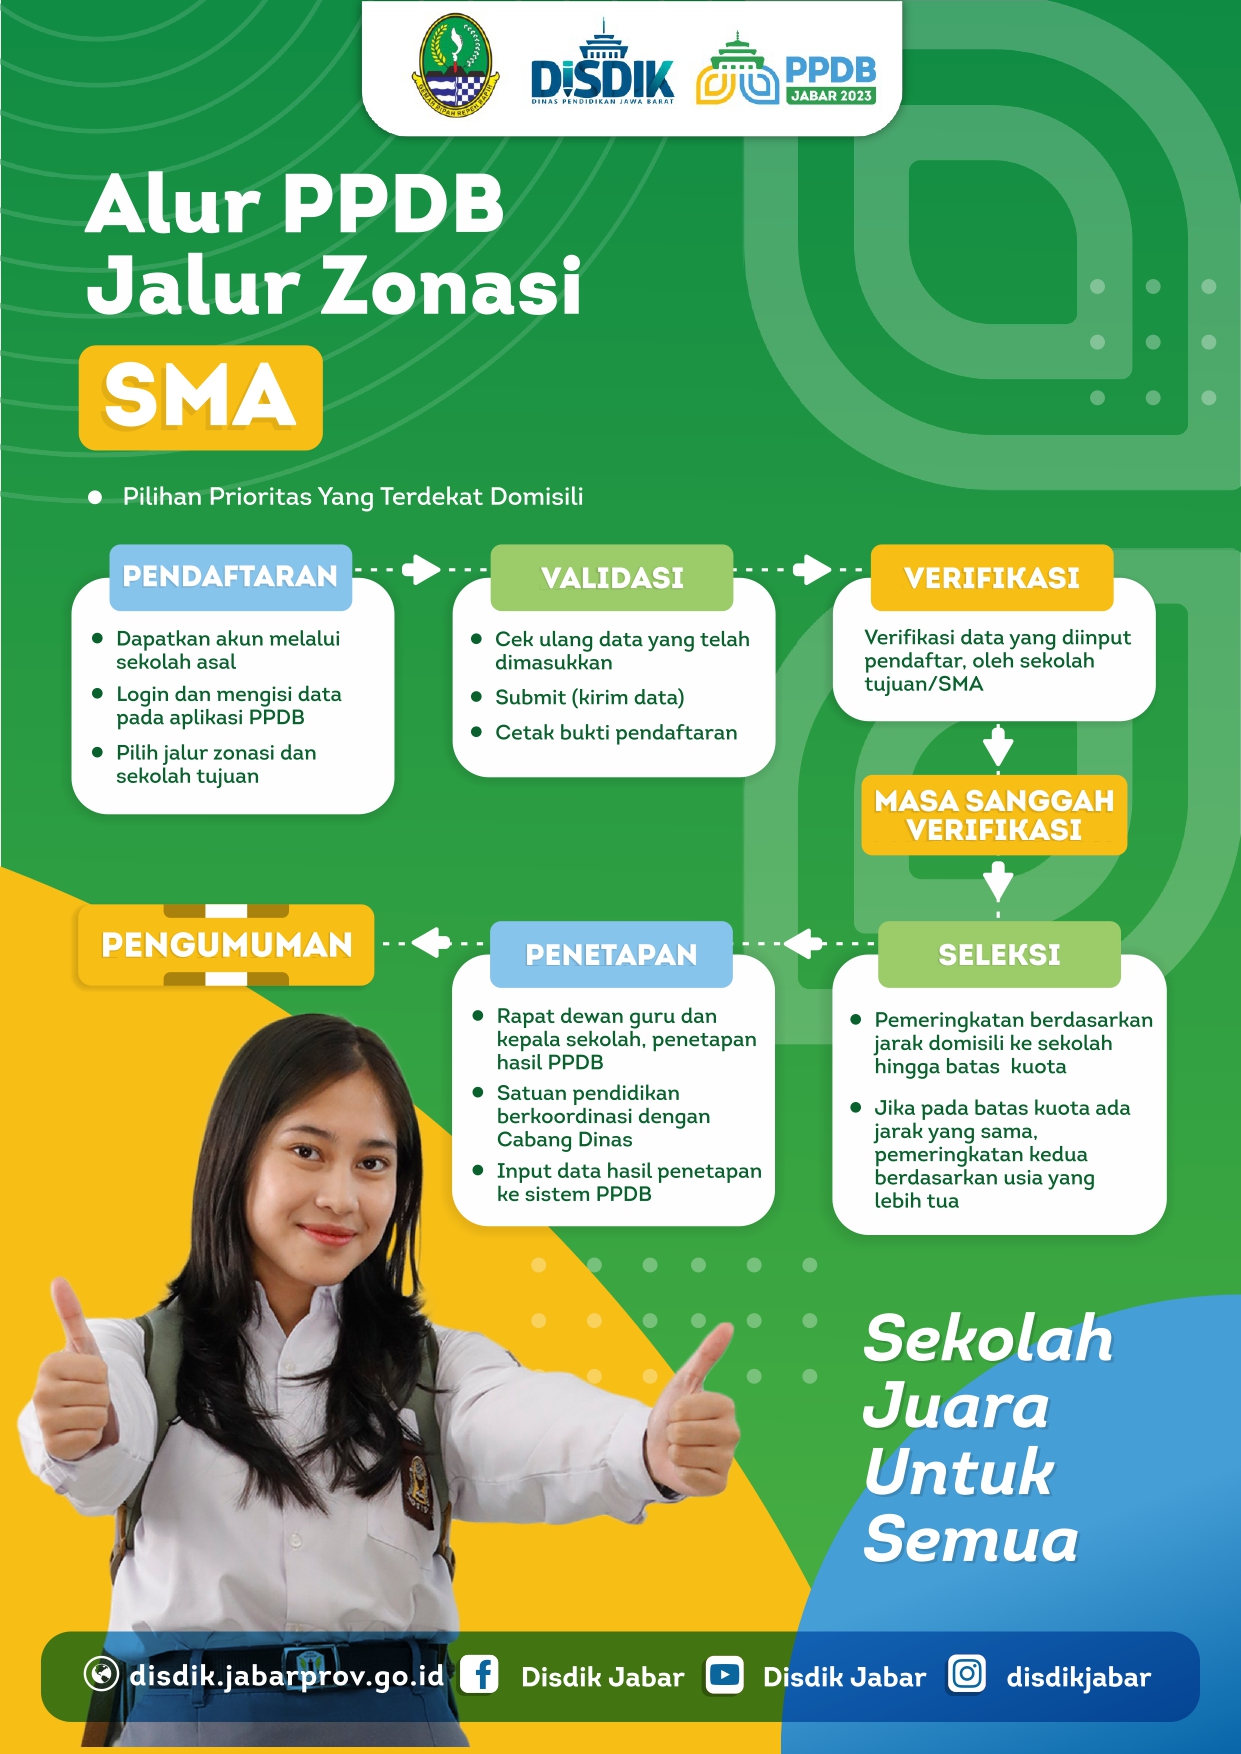 GEMAH RIPAH REPEH RAPIH
DISDIK
DINAS PENDIDIKAN JAWA BARAT
PPDB
JABAR 2023
Alur PPDB
Jalur Zonasi
SMA
Pilihan Prioritas Yang Terdekat Domisili
PENDAFTARAN
Dapatkan akun melalui
sekolah asal
Login dan mengisi data
pada aplikasi PPDB
Pilih jalur zonasi dan
sekolah tujuan
VALIDASI
Cek ulang data yang telah
dimasukkan
Submit (kirim data)
Cetak bukti pendaftaran
VERIFIKASI
Verifikasi data yang diinput
pendaftar, oleh sekolah
tujuan/SMA
MASA SANGGAH
VERIFIKASI
SELEKSI
Pemeringkatan berdasarkan
jarak domisili ke sekolah
hingga batas  kuota
Jika pada batas kuota ada
jarak yang sama,
pemeringkatan kedua
berdasarkan usia yang
lebih tua
PENETAPAN
Rapat dewan guru dan
kepala sekolah, penetapan
hasil PPDB
Satuan pendidikan
berkoordinasi dengan
Cabang Dinas
Input data hasil penetapan
ke sistem PPDB
PENGUMUMAN
OSIS
Sekolah
Juara
Untuk
Semua
disdik.jabarprov.go.id
Disdik Jabar
Disdik Jabar
disdikjabar